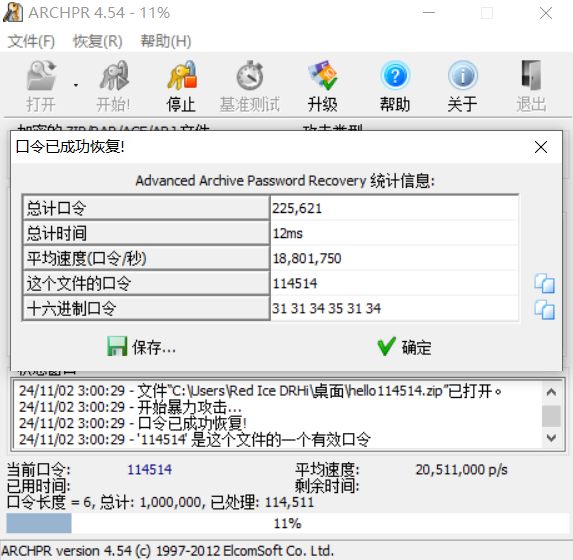 ARCHPR 4.54 - 11%
文件(F) 恢复(R) 帮助(H)
打开 开始! 停止 基准测试 升级 帮助 关于 退出
口令已成功恢复!
Advanced Archive Password Recovery 统计信息:
总计口令 225,621
总计时间 12ms
平均速度(口令/秒) 18,801,750
这个文件的口令 114514
十六进制口令 31 31 34 35 31 34
保存... 确定
状态窗口
24/11/02 3:00:29 - 文件“C:\Users\Red Ice DRHi\桌面\hello114514.zip”已打开。
24/11/02 3:00:29 - 开始暴力攻击...
24/11/02 3:00:29 - 口令已成功恢复!
24/11/02 3:00:29 - '114514' 是这个文件的一个有效口令
当前口令: 114514 平均速度: 20,511,000 p/s
已用时间: 剩余时间:
口令长度 = 6, 总计: 1,000,000, 已处理: 114,511
11%
ARCHPR version 4.54 (c) 1997-2012 ElcomSoft Co. Ltd.